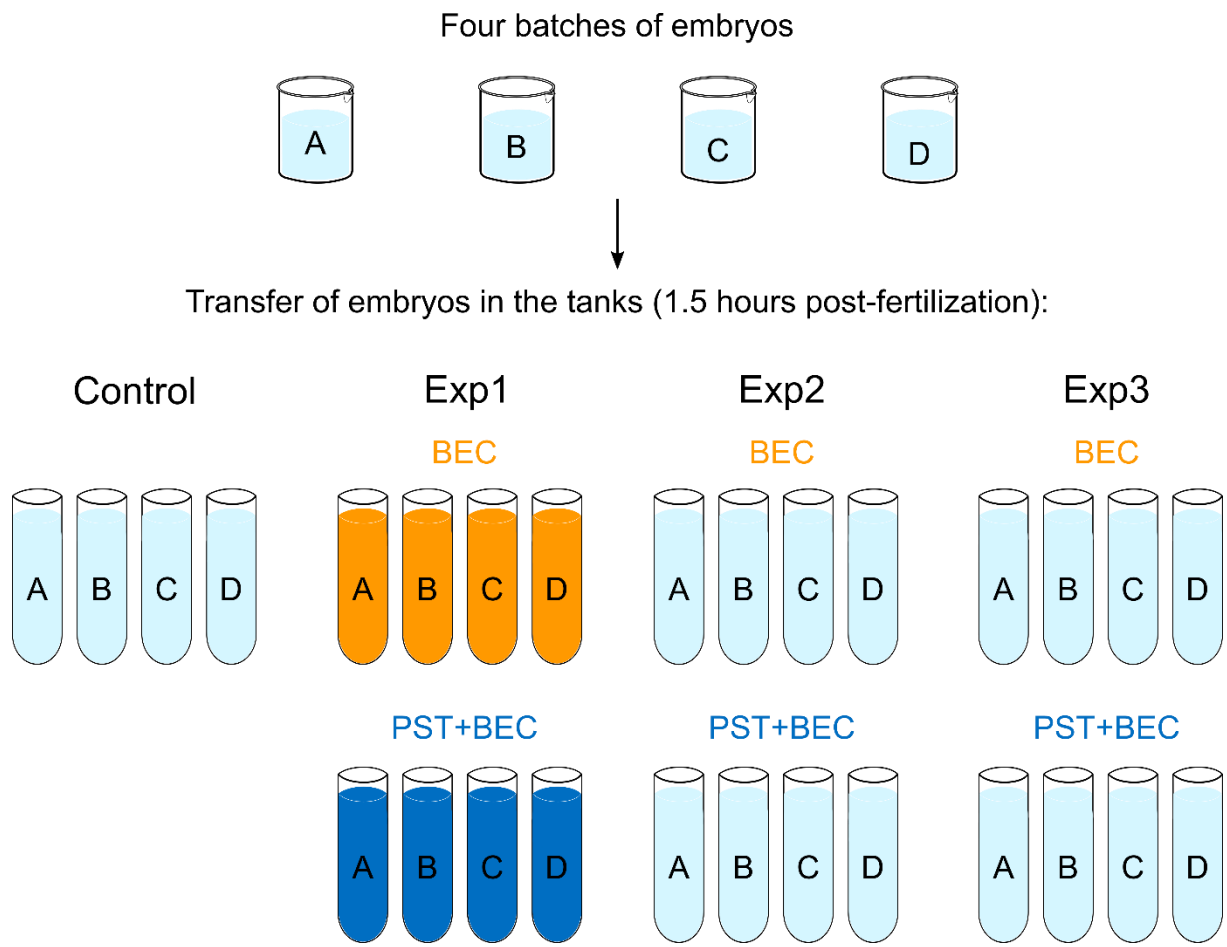 Four batches of embryos
A B C D
Transfer of embryos in the tanks (1.5 hours post-fertilization):
Control Exp1 Exp2 Exp3
BEC BEC BEC
A B C D A B C D A B C D A B C D
PST+BEC PST+BEC PST+BEC
A B C D A B C D A B C D